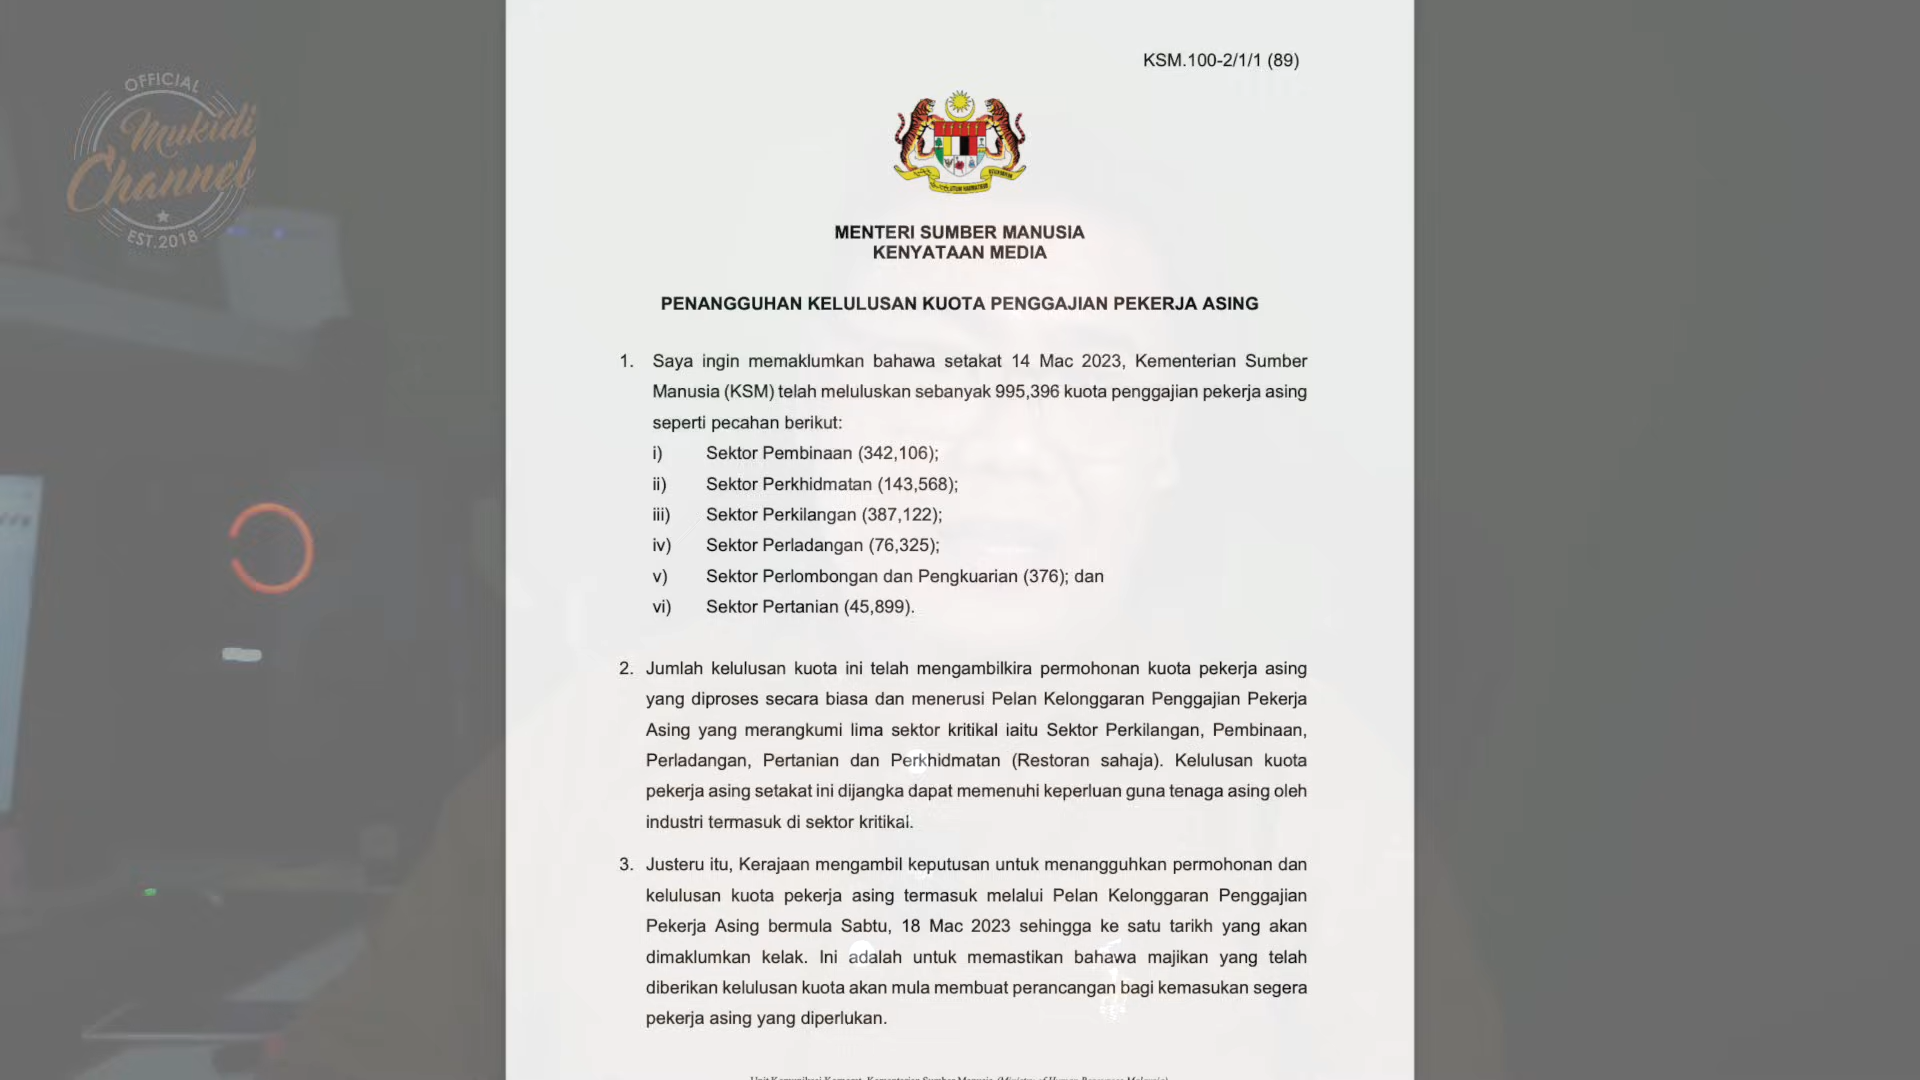 KSM.100-2/1/1 (89)
OFFICIAL
Mukidi
Channel
EST.2018
MENTERI SUMBER MANUSIA
KENYATAAN MEDIA
PENANGGUHAN KELULUSAN KUOTA PENGGAJIAN PEKERJA ASING
1. Saya ingin memaklumkan bahawa setakat 14 Mac 2023, Kementerian Sumber
Manusia (KSM) telah meluluskan sebanyak 995,396 kuota penggajian pekerja asing
seperti pecahan berikut:
i) Sektor Pembinaan (342,106);
ii) Sektor Perkhidmatan (143,568);
iii) Sektor Perkilangan (387,122);
iv) Sektor Perladangan (76,325);
v) Sektor Perlombongan dan Pengkuarian (376); dan
vi) Sektor Pertanian (45,899).
2. Jumlah kelulusan kuota ini telah mengambilkira permohonan kuota pekerja asing
yang diproses secara biasa dan menerusi Pelan Kelonggaran Penggajian Pekerja
Asing yang merangkumi lima sektor kritikal iaitu Sektor Perkilangan, Pembinaan,
Perladangan, Pertanian dan Perkhidmatan (Restoran sahaja). Kelulusan kuota
pekerja asing setakat ini dijangka dapat memenuhi keperluan guna tenaga asing oleh
industri termasuk di sektor kritikal.
3. Justeru itu, Kerajaan mengambil keputusan untuk menangguhkan permohonan dan
kelulusan kuota pekerja asing termasuk melalui Pelan Kelonggaran Penggajian
Pekerja Asing bermula Sabtu, 18 Mac 2023 sehingga ke satu tarikh yang akan
dimaklumkan kelak. Ini adalah untuk memastikan bahawa majikan yang telah
diberikan kelulusan kuota akan mula membuat perancangan bagi kemasukan segera
pekerja asing yang diperlukan.